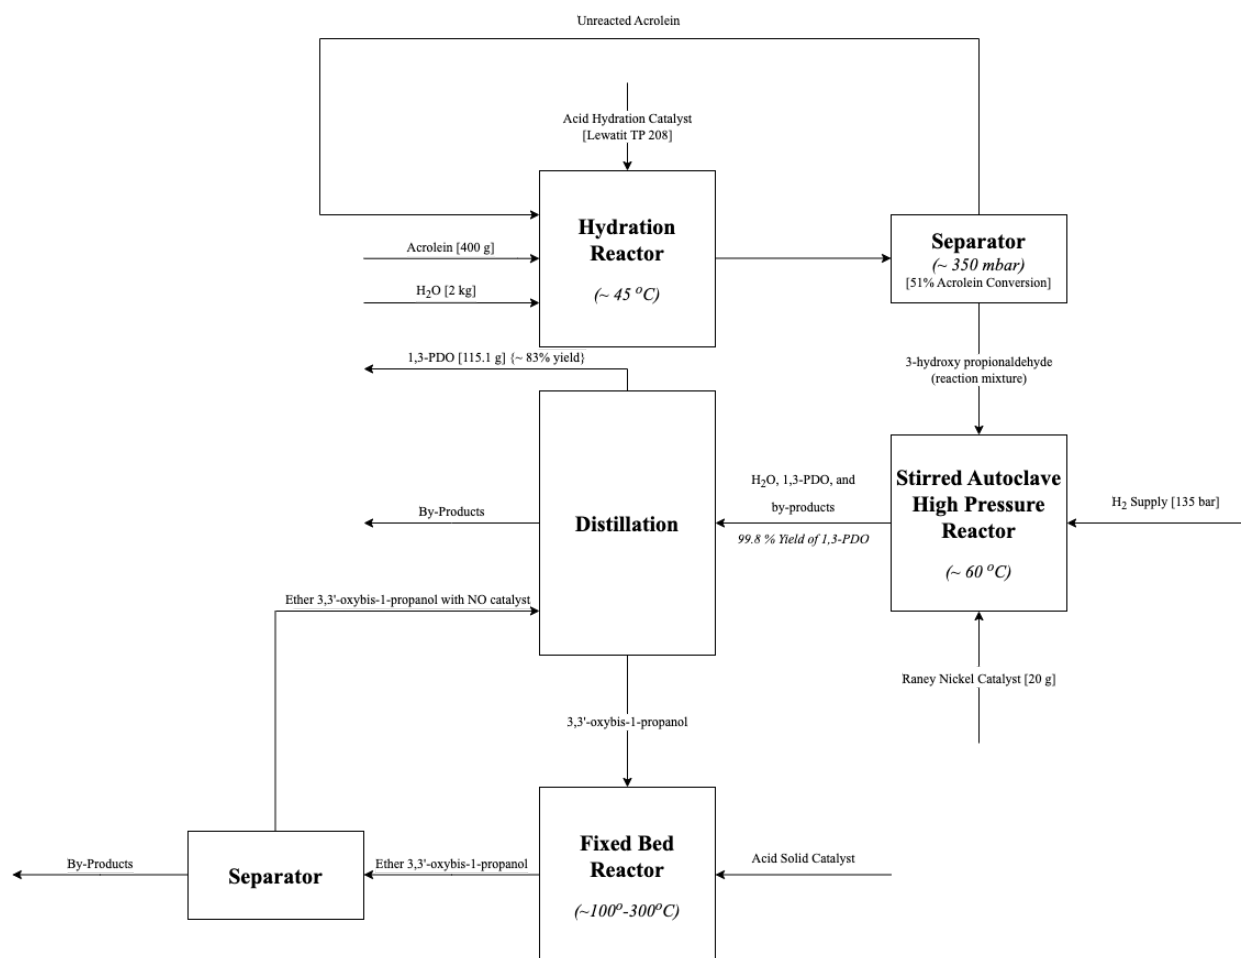 Unreacted Acrolein
Acid Hydration Catalyst
[Lewatit TP 208]
Hydration
Reactor
(~ 45 °C)
Acrolein [400 g]
H₂O [2 kg]
Separator
(~ 350 mbar)
[51% Acrolein Conversion]
1,3-PDO [115.1 g] {~ 83% yield}
3-hydroxy propionaldehyde
(reaction mixture)
Distillation
By-Products
H₂O, 1,3-PDO, and
by-products
99.8 % Yield of 1,3-PDO
Stirred Autoclave
High Pressure
Reactor
(~ 60 °C)
H₂ Supply [135 bar]
Ether 3,3'-oxybis-1-propanol with NO catalyst
Raney Nickel Catalyst [20 g]
3,3'-oxybis-1-propanol
Fixed Bed
Reactor
(~100°-300°C)
Acid Solid Catalyst
Ether 3,3'-oxybis-1-propanol
Separator
By-Products